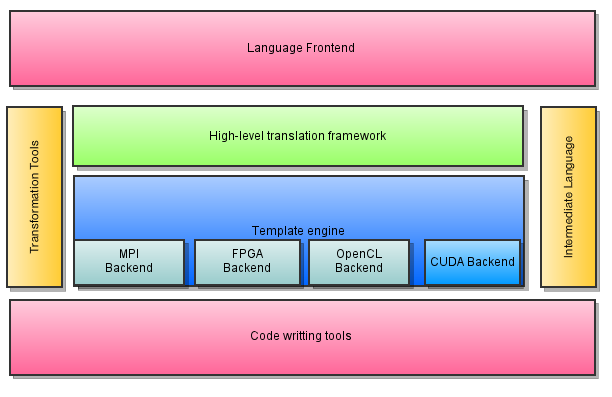 Language Frontend
Transformation Tools
High-level translation framework
Intermediate Language
Template engine
MPI
Backend
FPGA
Backend
OpenCL
Backend
CUDA Backend
Code writting tools